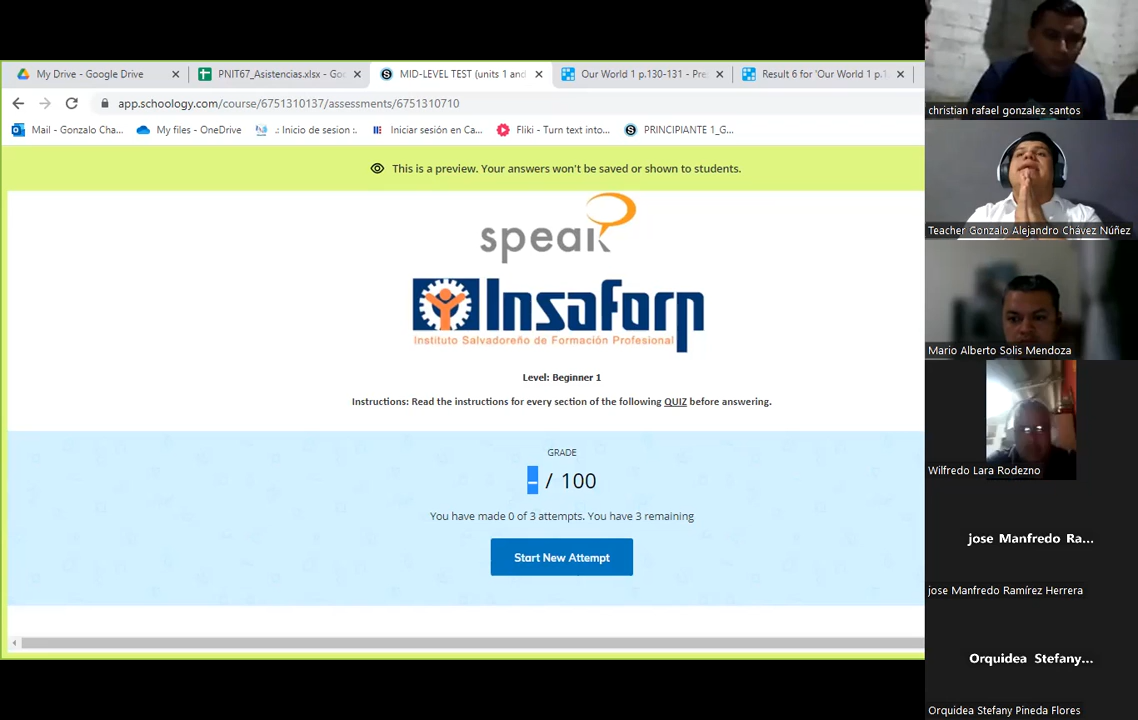 My Drive - Google Drive
PNIT67_Asistencias.xlsx - Goo
MID-LEVEL TEST (units 1 and
Our World 1 p.130-131 - Pre
Result 6 for 'Our World 1 p.1
app.schoology.com/course/6751310137/assessments/6751310710
Mail - Gonzalo Cha...
My files - OneDrive
.: Inicio de sesion :.
Iniciar sesión en Ca...
Fliki - Turn text into...
PRINCIPIANTE 1_G...
This is a preview. Your answers won't be saved or shown to students.
speak
Insaforp
Instituto Salvadoreño de Formación Profesional
Level: Beginner 1
Instructions: Read the instructions for every section of the following QUIZ before answering.
GRADE
– / 100
You have made 0 of 3 attempts. You have 3 remaining
Start New Attempt
christian rafael gonzalez santos
Teacher Gonzalo Alejandro Chávez Núñez
Mario Alberto Solis Mendoza
Wilfredo Lara Rodezno
jose Manfredo Ra...
jose Manfredo Ramírez Herrera
Orquidea Stefany...
Orquidea Stefany Pineda Flores